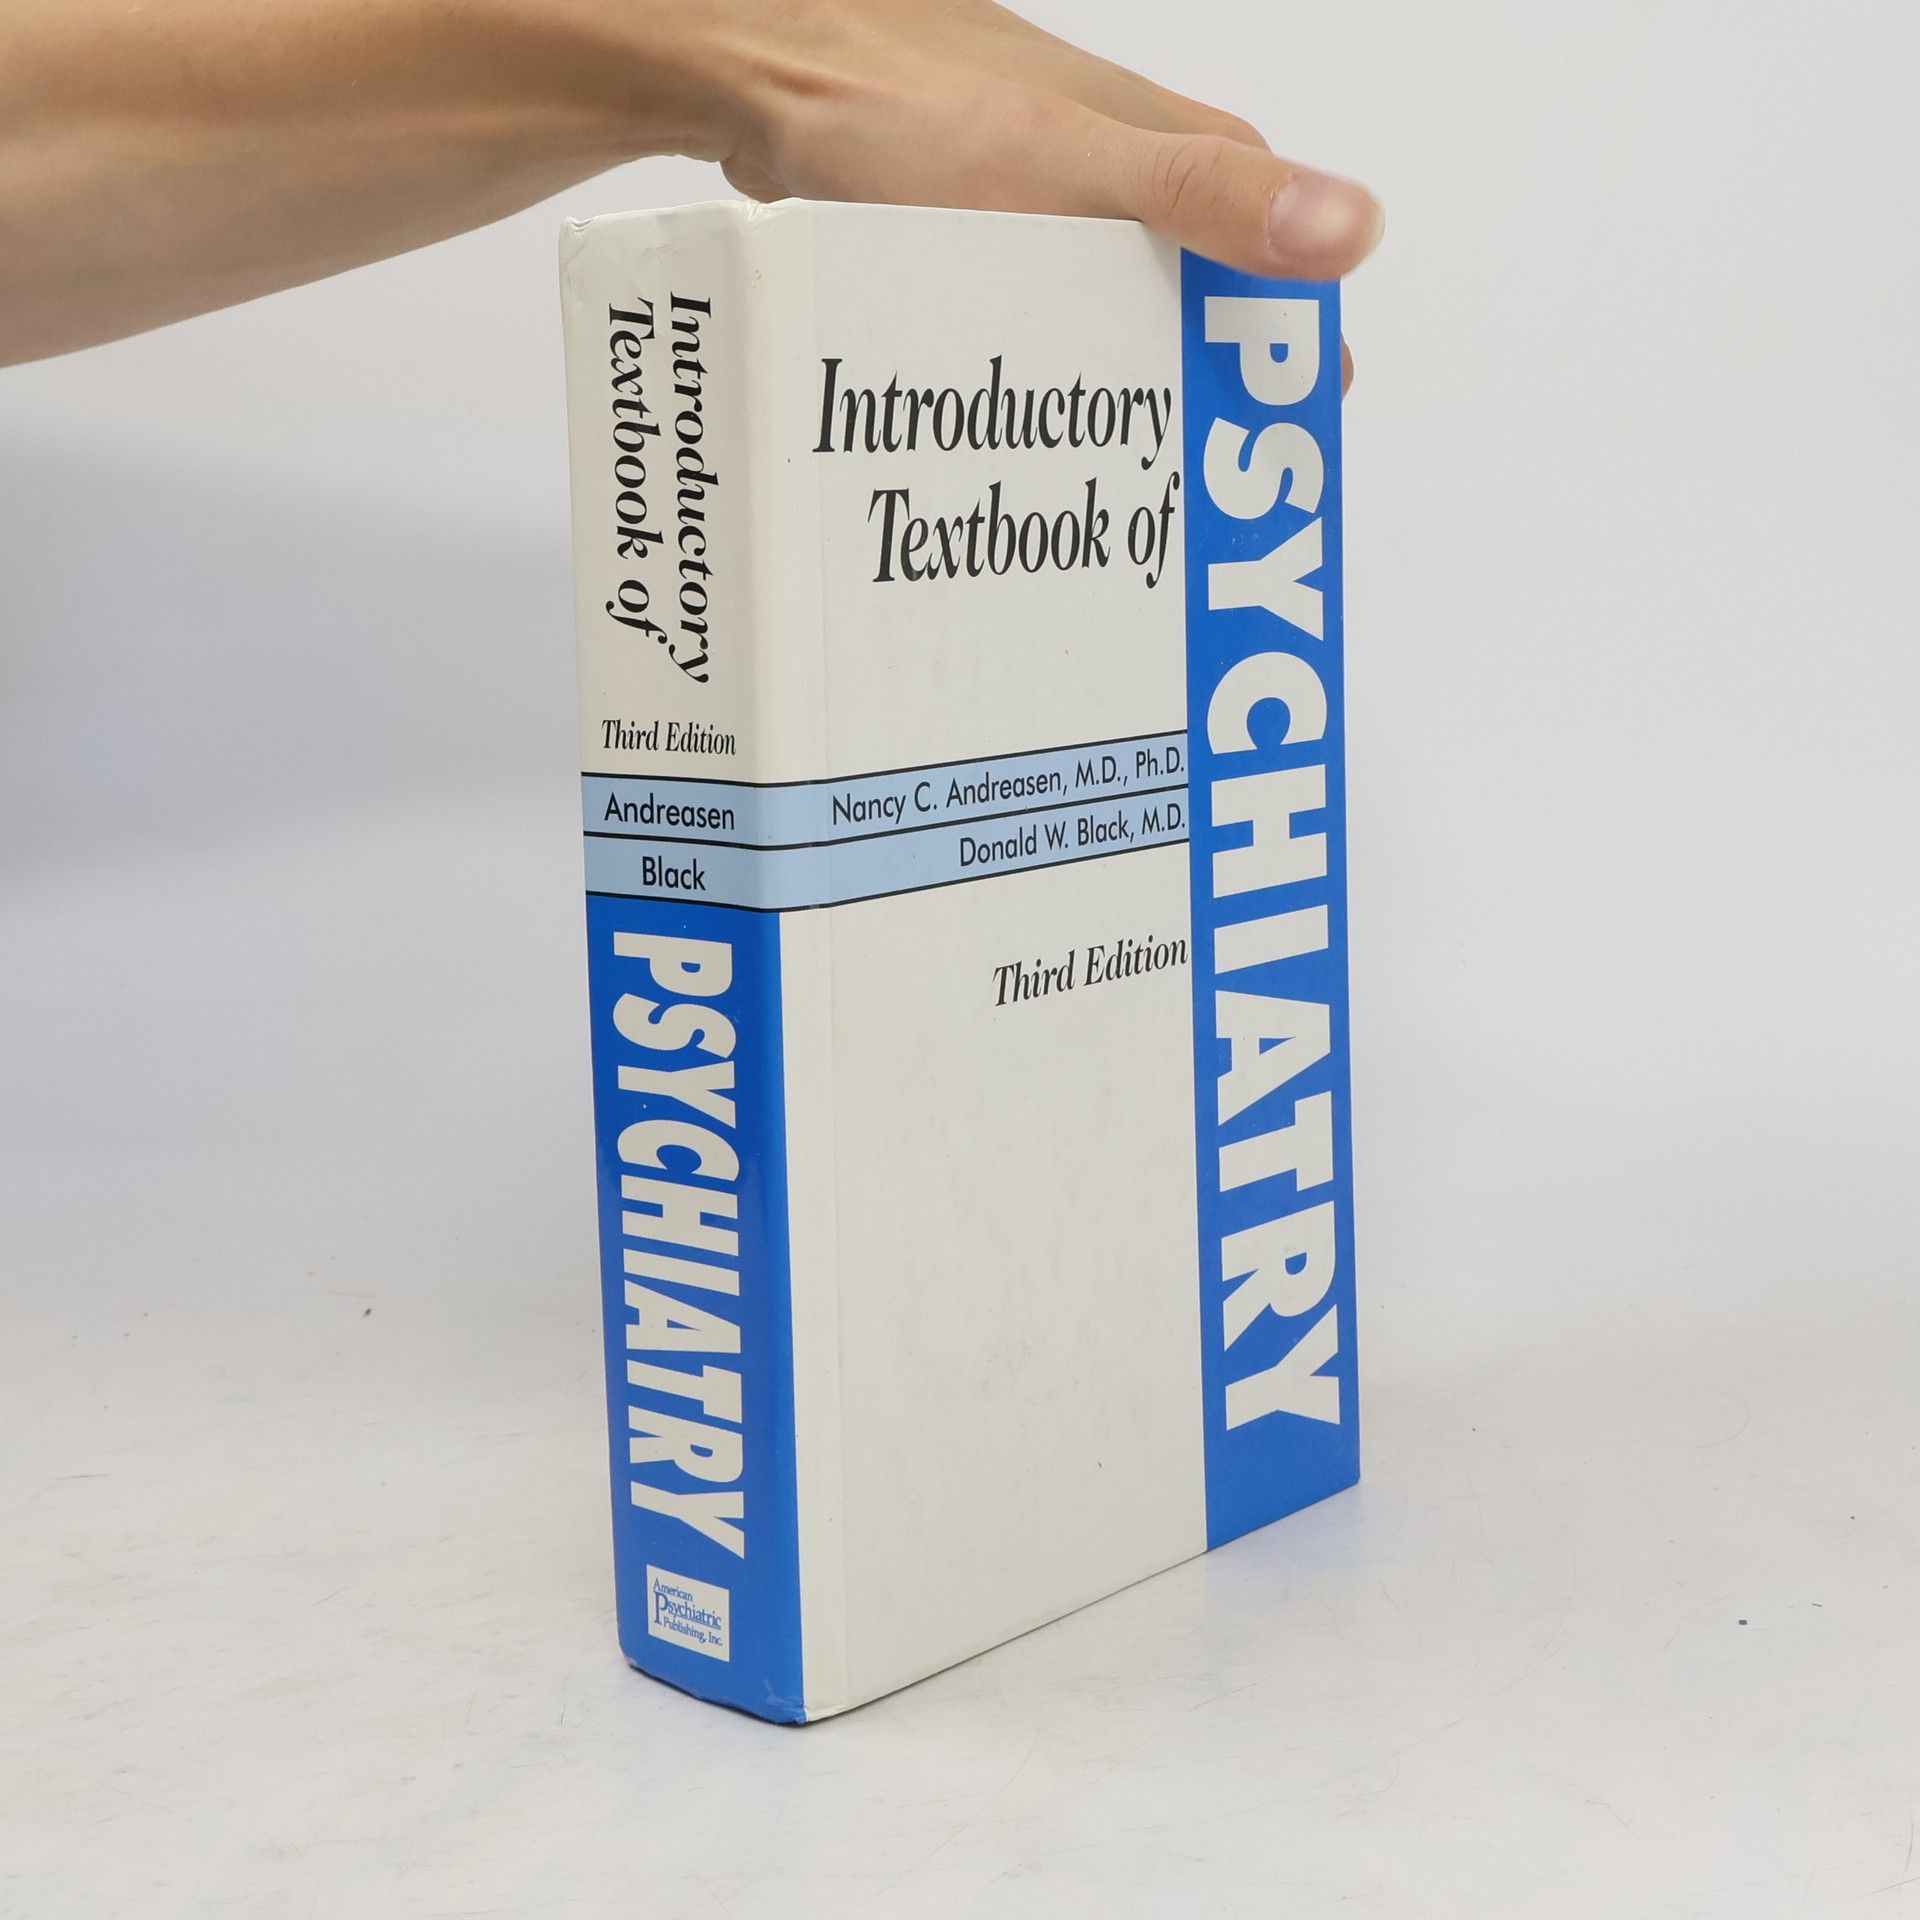 Introductory
Textbook of
Third Edition
Andreasen
Black
PSYCHIATRY
American
Psychiatric
Publishing, Inc.
Introductory
Textbook of
PSYCHIATRY
Nancy C. Andreasen, M.D., Ph.D.
Donald W. Black, M.D.
Third Edition